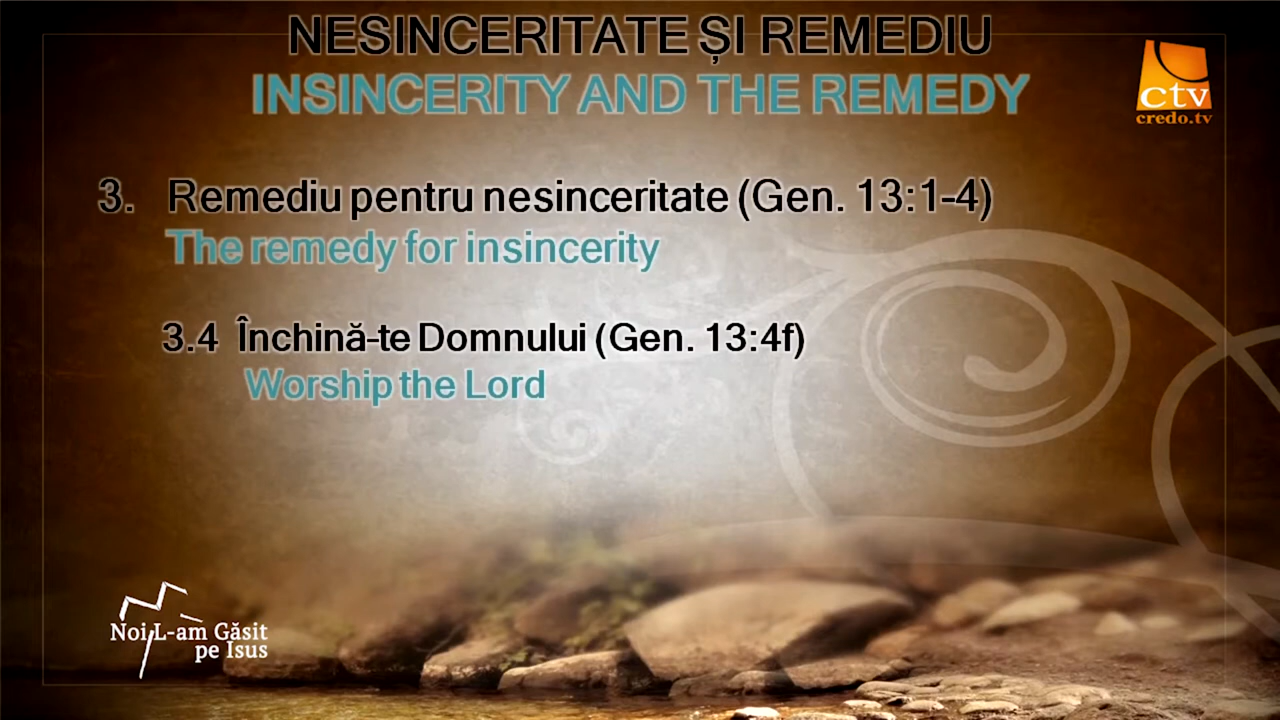 NESINCERITATE ȘI REMEDIU
INSINCERITY AND THE REMEDY
ctv
credo.tv
3. Remediu pentru nesinceritate (Gen. 13:1-4)
The remedy for insincerity
3.4 Închină-te Domnului (Gen. 13:4f)
Worship the Lord
Noi L-am Găsit
pe Isus